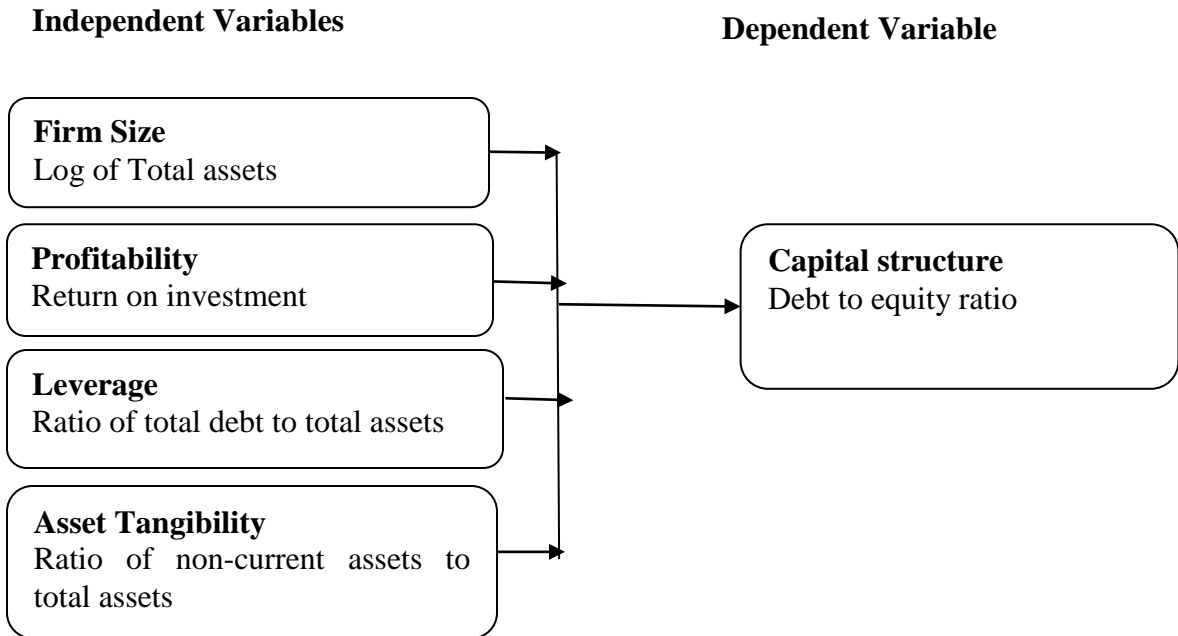 Independent Variables
Dependent Variable
Firm Size
Log of Total assets
Profitability
Return on investment
Leverage
Ratio of total debt to total assets
Asset Tangibility
Ratio of non-current assets to
total assets
Capital structure
Debt to equity ratio